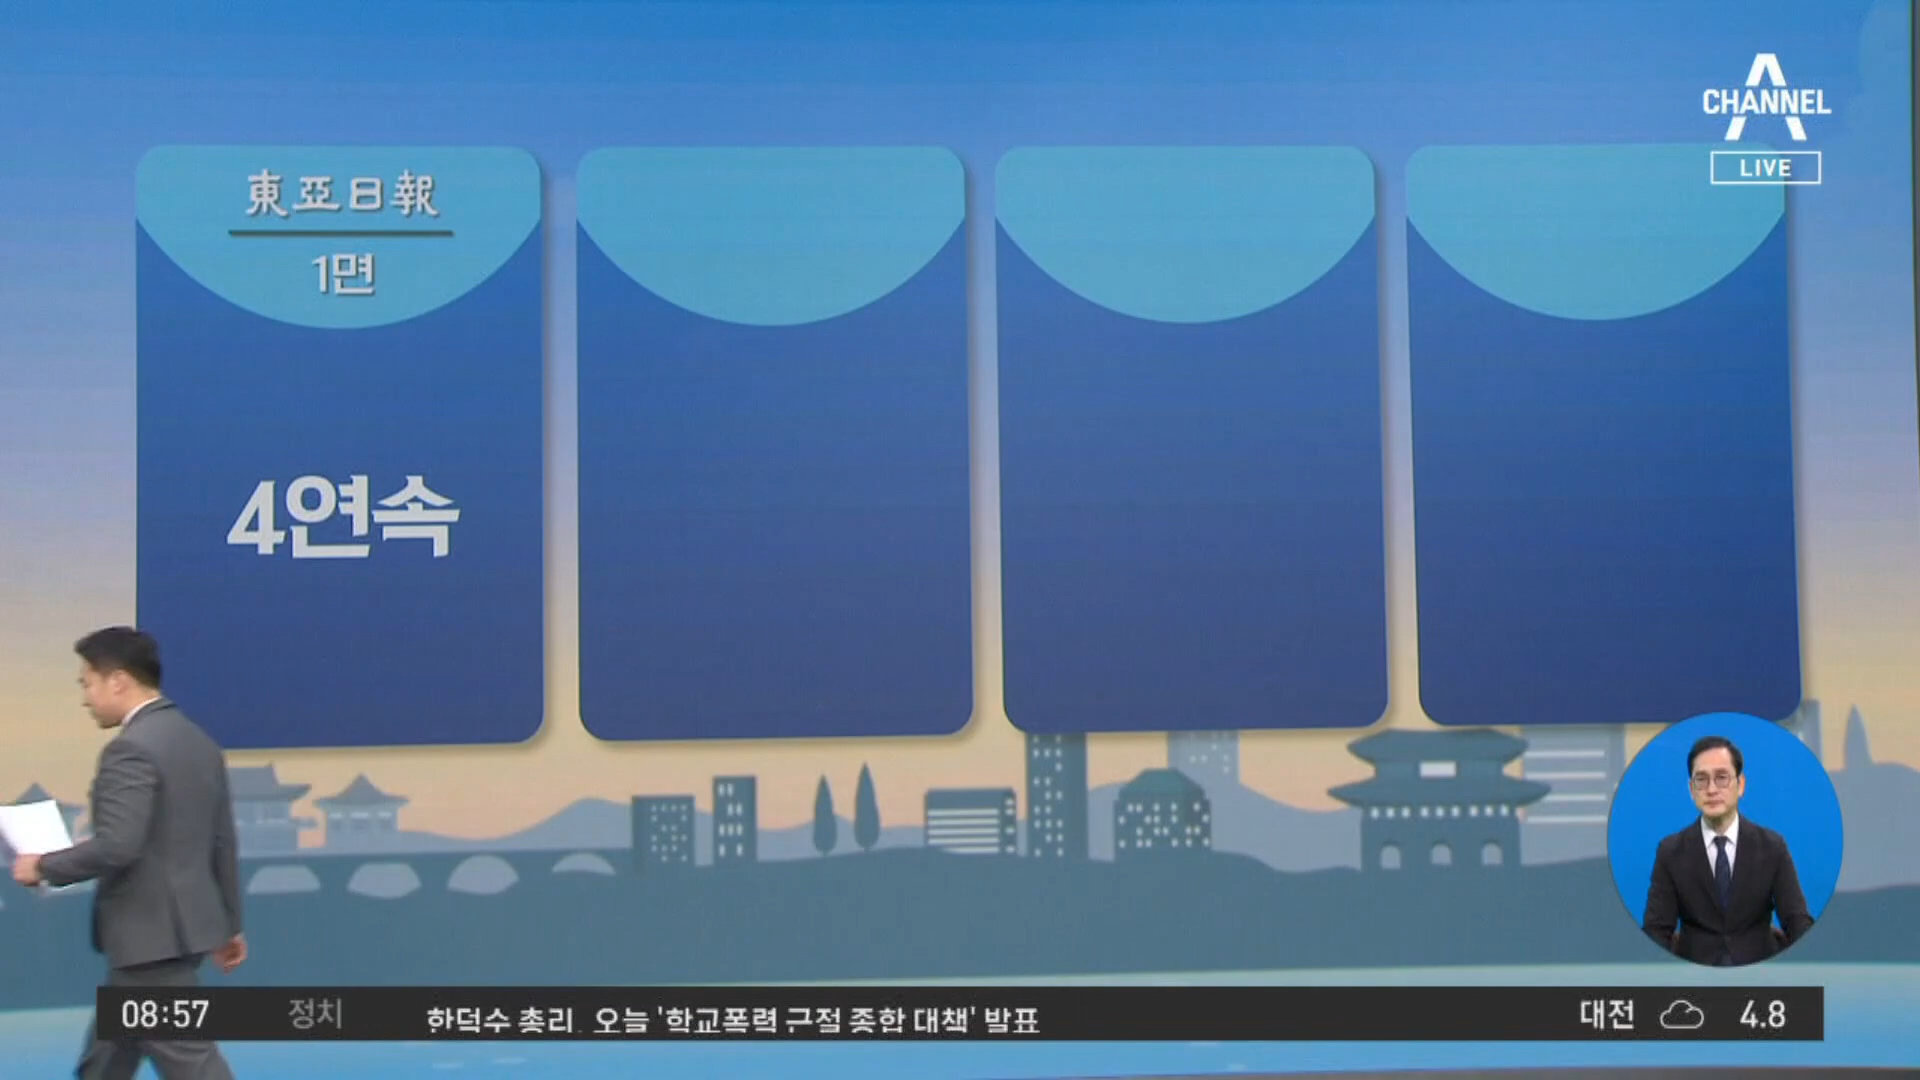 CHANNEL A
LIVE
東亞日報
1면
4연속
08:57 정치 한덕수 총리, 오늘 '학교폭력 근절 종합 대책' 발표 대전 4.8